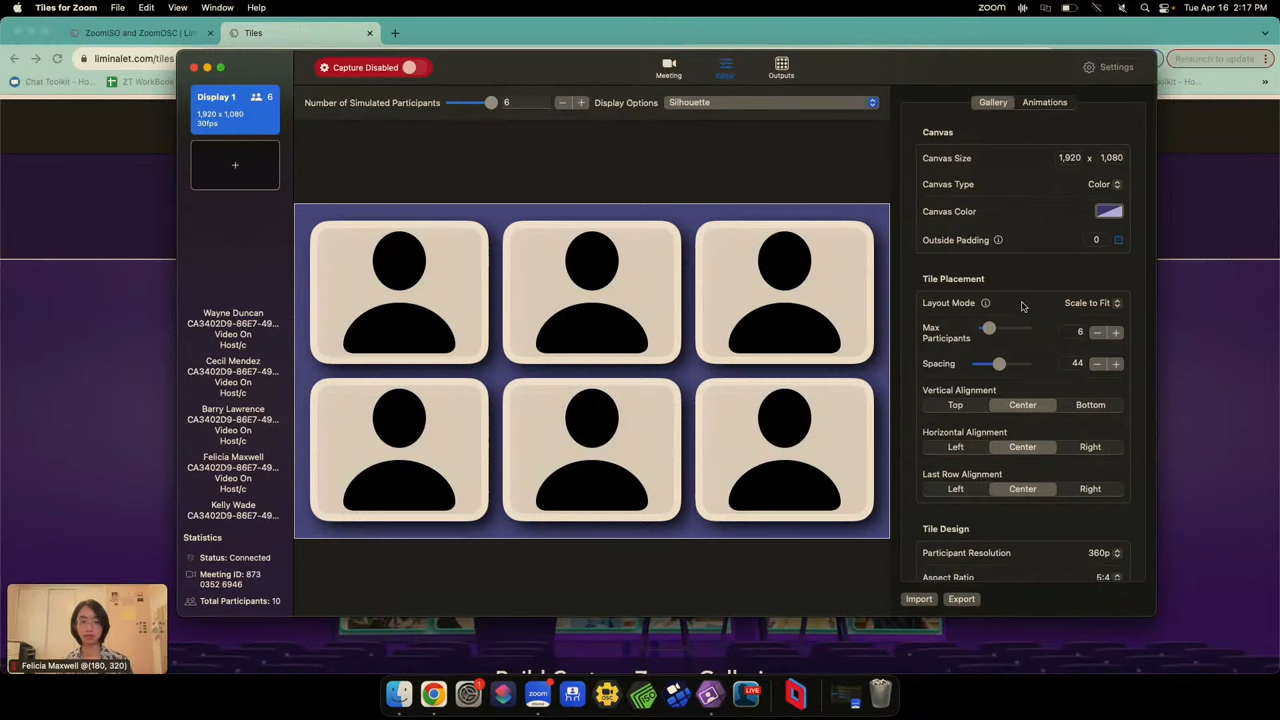 Tiles for Zoom File Edit View Window Help
zoom Tue Apr 16 2:17 PM
ZoomISO and ZoomOSC | Lim
Tiles
liminalet.com/tiles
Relaunch to update
Chat Toolkit - Ho...
ZT WorkBook
Capture Disabled
Meeting
Editor
Outputs
Settings
Display 1 6
1,920 x 1,080
30fps
+
Number of Simulated Participants 6
Display Options Silhouette
Gallery Animations
Canvas
Canvas Size 1,920 x 1,080
Canvas Type Color
Canvas Color
Outside Padding 0
Tile Placement
Layout Mode Scale to Fit
Max
Participants 6
Spacing 44
Vertical Alignment
Top Center Bottom
Horizontal Alignment
Left Center Right
Last Row Alignment
Left Center Right
Tile Design
Participant Resolution 360p
Aspect Ratio 5:4
Import Export
Wayne Duncan
CA3402D9-86E7-49...
Video On
Host/c
Cecil Mendez
CA3402D9-86E7-49...
Video On
Host/c
Barry Lawrence
CA3402D9-86E7-49...
Video On
Host/c
Felicia Maxwell
CA3402D9-86E7-49...
Video On
Host/c
Kelly Wade
CA3402D9-86E7-49...
Statistics
Status: Connected
Meeting ID: 873
0352 6946
Total Participants: 10
Felicia Maxwell @(180, 320)
zoom
OSC
LIVE
1